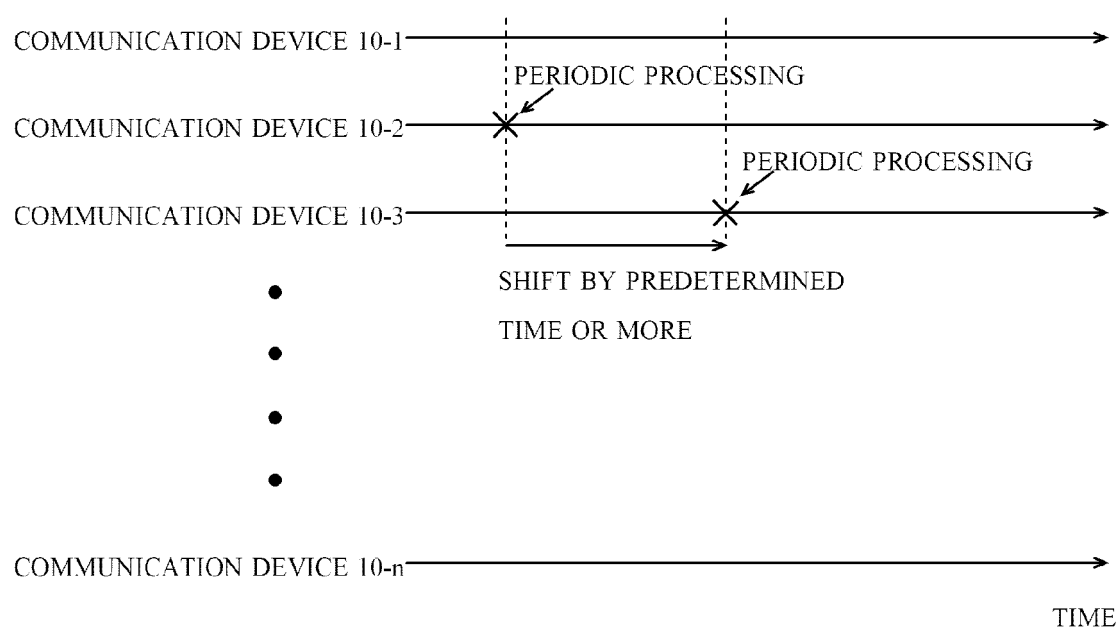 COMMUNICATION DEVICE 10-1
PERIODIC PROCESSING
COMMUNICATION DEVICE 10-2
PERIODIC PROCESSING
COMMUNICATION DEVICE 10-3
SHIFT BY PREDETERMINED
TIME OR MORE
COMMUNICATION DEVICE 10-n
TIME